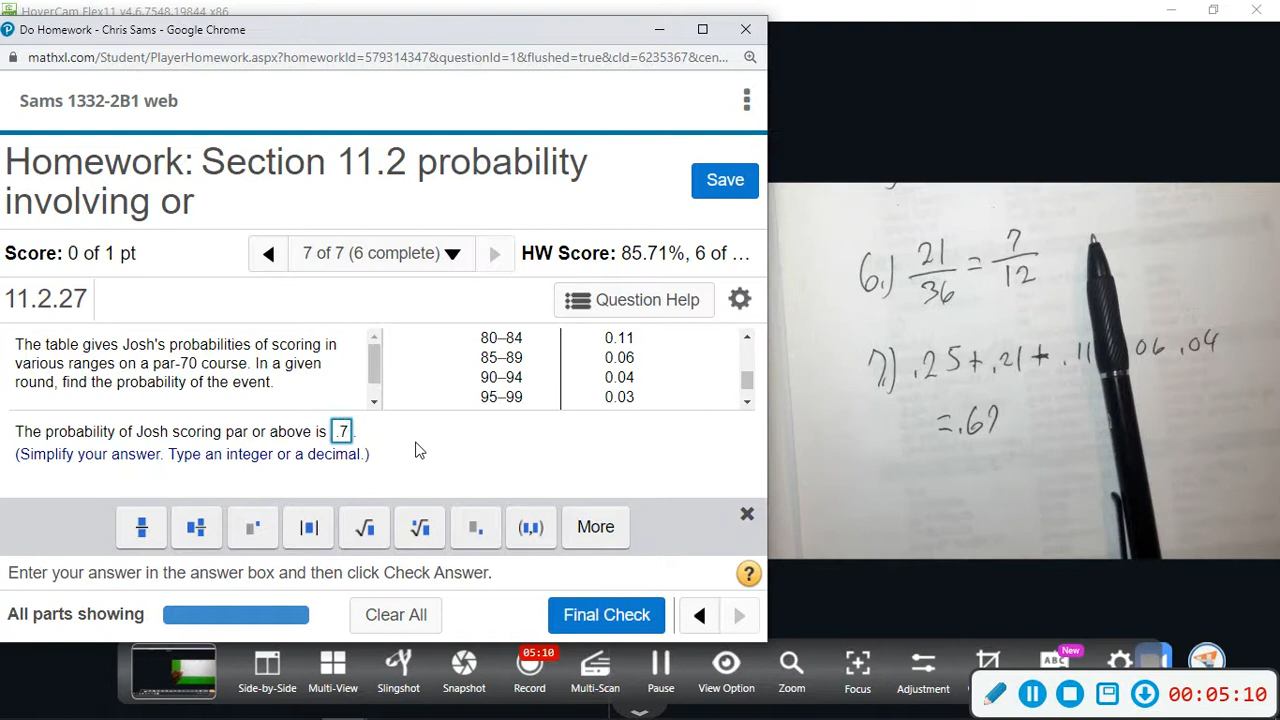 HoverCam Flex11 v4.6.7548.19844 x86
Do Homework - Chris Sams - Google Chrome
mathxl.com/Student/PlayerHomework.aspx?homeworkId=579314347&questionId=1&flushed=true&cId=6235367&cen...
Sams 1332-2B1 web
Homework: Section 11.2 probability
involving or
Save
Score: 0 of 1 pt
7 of 7 (6 complete)
HW Score: 85.71%, 6 of ...
11.2.27
Question Help
The table gives Josh's probabilities of scoring in
various ranges on a par-70 course. In a given
round, find the probability of the event.
80–84 0.11
85–89 0.06
90–94 0.04
95–99 0.03
The probability of Josh scoring par or above is .7.
(Simplify your answer. Type an integer or a decimal.)
More
Enter your answer in the answer box and then click Check Answer.
All parts showing
Clear All
Final Check
6.) 21/36 = 7/12
7.) .25 + .21 + .11 06 .04
= .67
05:10
New
ABC
Side-by-Side
Multi-View
Slingshot
Snapshot
Record
Multi-Scan
Pause
View Option
Zoom
Focus
Adjustment
00:05:10